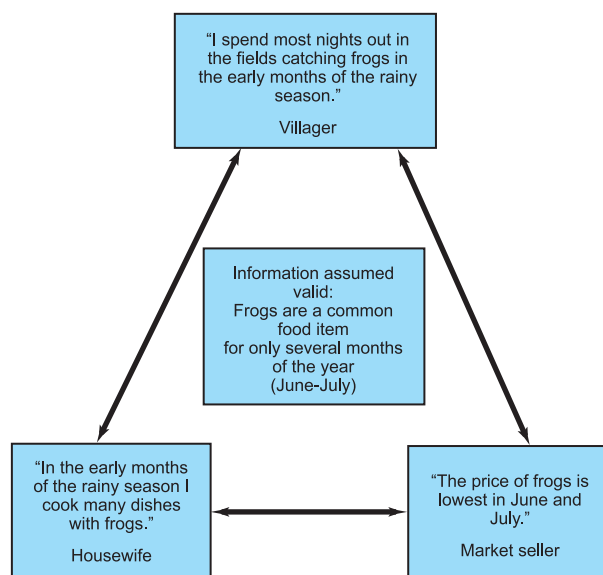 “I spend most nights out in
the fields catching frogs in
the early months of the rainy
season.”
Villager
Information assumed
valid:
Frogs are a common
food item
for only several months
of the year
(June-July)
“In the early months
of the rainy season I
cook many dishes
with frogs.”
Housewife
“The price of frogs is
lowest in June and
July.”
Market seller